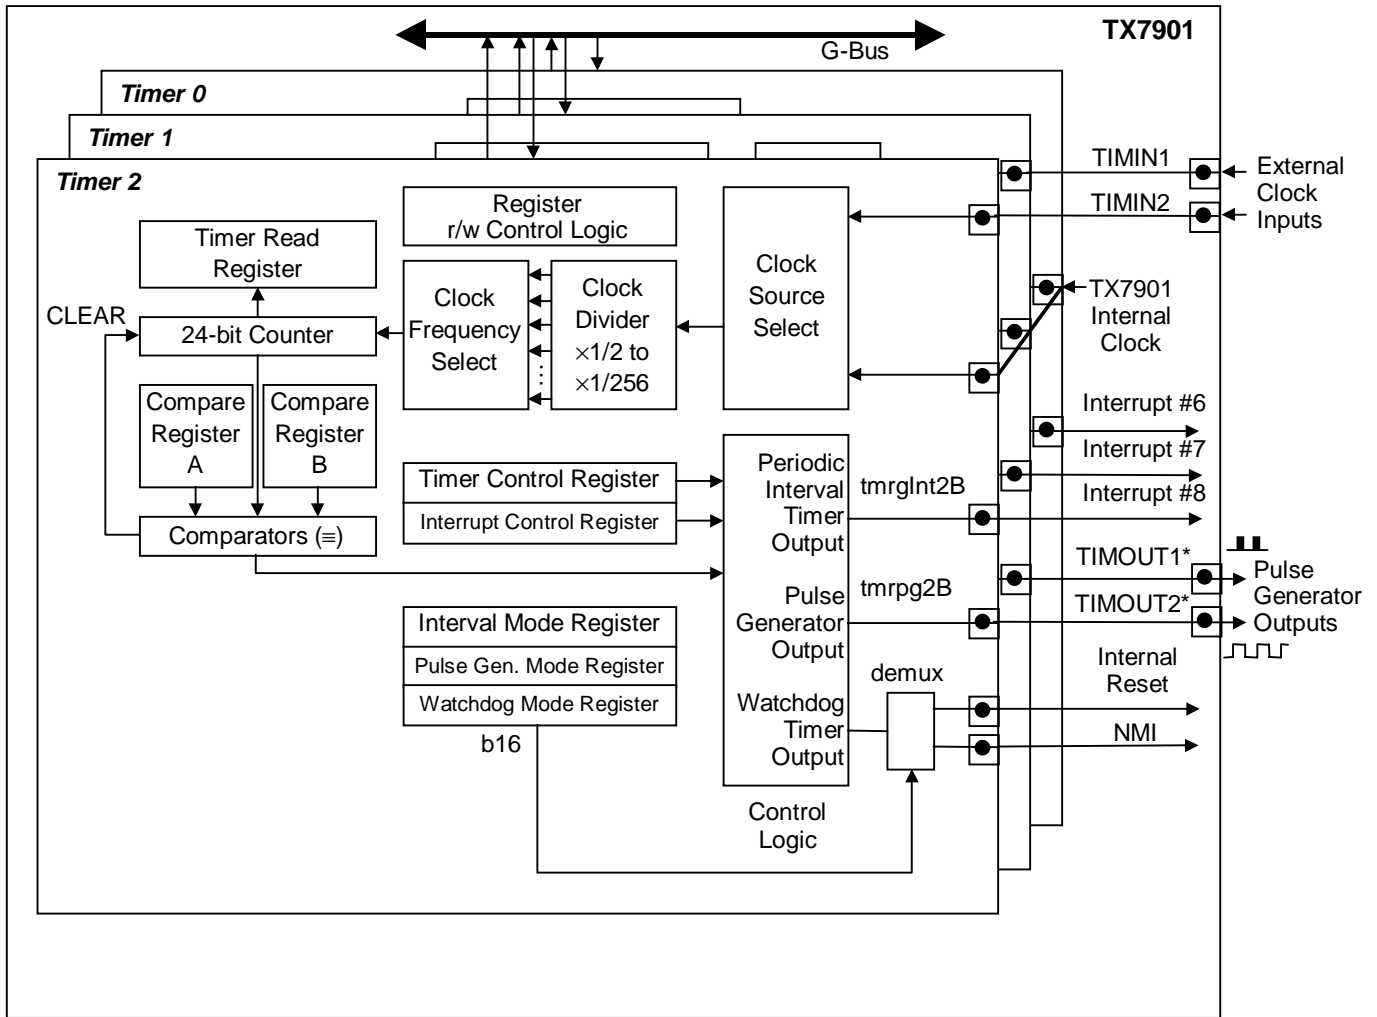 TX7901
G-Bus
Timer 0
Timer 1
Timer 2
TIMIN1
TIMIN2
External
Clock
Inputs
Register
r/w Control Logic
Timer Read
Register
Clock
Source
Select
Clock
Frequency
Select
Clock
Divider
×1/2 to
×1/256
CLEAR
24-bit Counter
TX7901
Internal
Clock
Compare
Register
A
Compare
Register
B
Comparators (≡)
Interrupt #6
Interrupt #7
Interrupt #8
Timer Control Register
Interrupt Control Register
Periodic
Interval
Timer
Output
tmrgInt2B
TIMOUT1*
TIMOUT2*
Pulse
Generator
Outputs
Pulse
Generator
Output
tmrpg2B
Interval Mode Register
Pulse Gen. Mode Register
Watchdog Mode Register
b16
Watchdog
Timer
Output
demux
Internal
Reset
NMI
Control
Logic